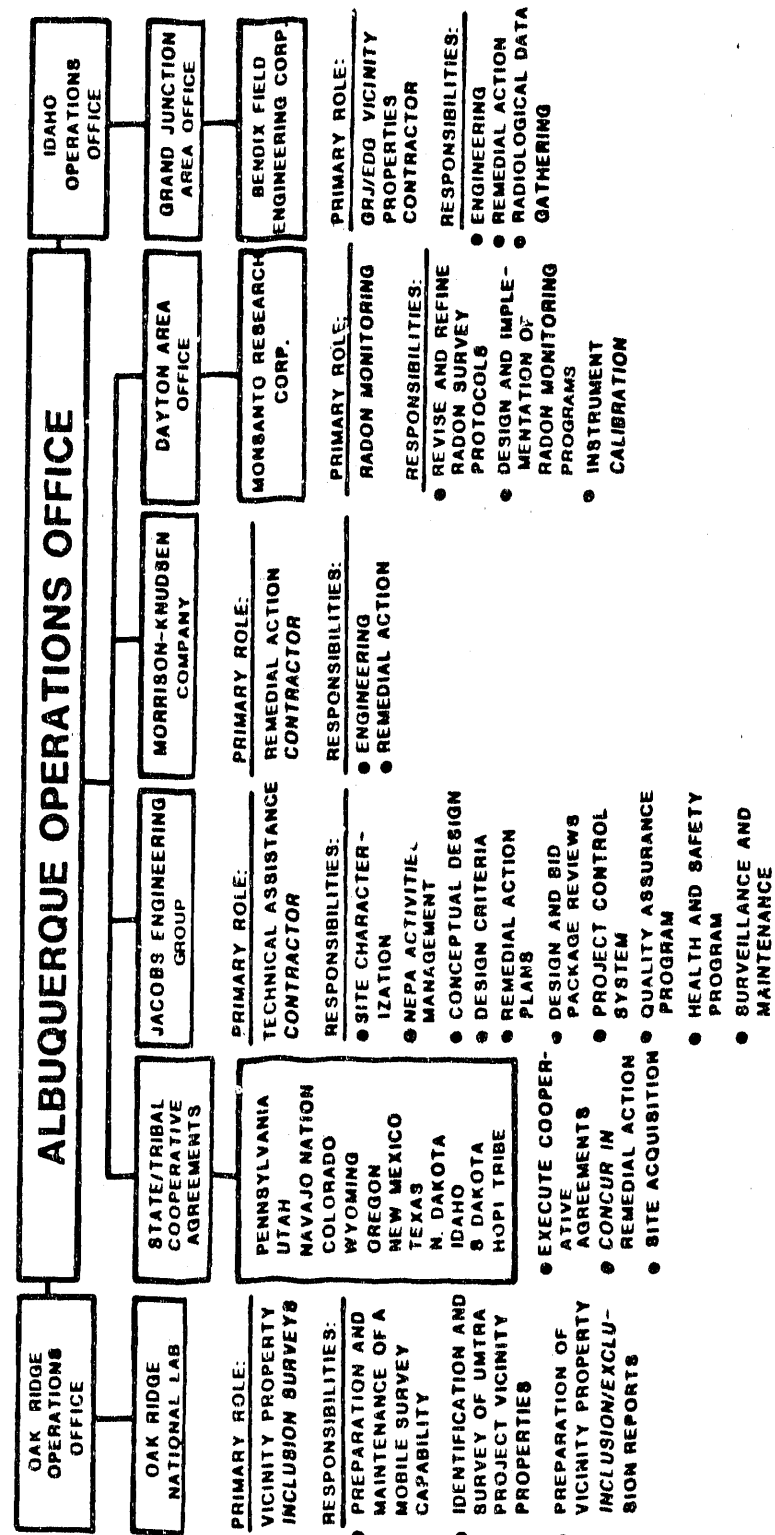 ALBUQUERQUE OPERATIONS OFFICE
OAK RIDGE
OPERATIONS
OFFICE
OAK RIDGE
NATIONAL LAB
PRIMARY ROLE:
VICINITY PROPERTY
INCLUSION SURVEYS
RESPONSIBILITIES:
● PREPARATION AND
MAINTENANCE OF A
MOBILE SURVEY
CAPABILITY
● IDENTIFICATION AND
SURVEY OF UMTRA
PROJECT VICINITY
PROPERTIES
PREPARATION OF
VICINITY PROPERTY
INCLUSION/EXCLU-
SION REPORTS
STATE/TRIBAL
COOPERATIVE
AGREEMENTS
PENNSYLVANIA
UTAH
NAVAJO NATION
COLORADO
WYOMING
OREGON
NEW MEXICO
TEXAS
N. DAKOTA
IDAHO
S DAKOTA
HOPI TRIBE
● EXECUTE COOPER-
ATIVE
AGREEMENTS
● CONCUR IN
REMEDIAL ACTION
● SITE ACQUISITION
JACOBS ENGINEERING
GROUP
PRIMARY ROLE:
TECHNICAL ASSISTANCE
CONTRACTOR
RESPONSIBILITIES:
● SITE CHARACTER-
IZATION
● NEPA ACTIVITIES
MANAGEMENT
● CONCEPTUAL DESIGN
● DESIGN CRITERIA
● REMEDIAL ACTION
PLANS
● DESIGN AND BID
PACKAGE REVIEWS
● PROJECT CONTROL
SYSTEM
● QUALITY ASSURANCE
PROGRAM
● HEALTH AND SAFETY
PROGRAM
● SURVEILLANCE AND
MAINTENANCE
MORRISON-KNUDSEN
COMPANY
PRIMARY ROLE:
REMEDIAL ACTION
CONTRACTOR
RESPONSIBILITIES:
● ENGINEERING
● REMEDIAL ACTION
DAYTON AREA
OFFICE
MONSANTO RESEARCH
CORP.
PRIMARY ROLE:
RADON MONITORING
RESPONSIBILITIES:
● REVISE AND REFINE
RADON SURVEY
PROTOCOLS
● DESIGN AND IMPLE-
MENTATION OF
RADON MONITORING
PROGRAMS
● INSTRUMENT
CALIBRATION
IDAHO
OPERATIONS
OFFICE
GRAND JUNCTION
AREA OFFICE
BENDIX FIELD
ENGINEERING CORP.
PRIMARY ROLE:
GRJ/EDG VICINITY
PROPERTIES
CONTRACTOR
RESPONSIBILITIES:
● ENGINEERING
● REMEDIAL ACTION
● RADIOLOGICAL DATA
GATHERING